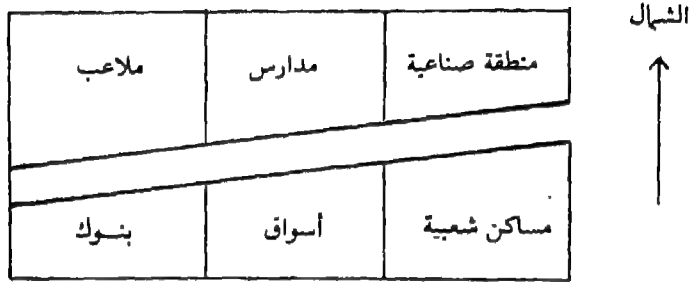 الشمال
منطقة صناعية
مدارس
ملاعب
مساكن شعبية
أسواق
بنوك